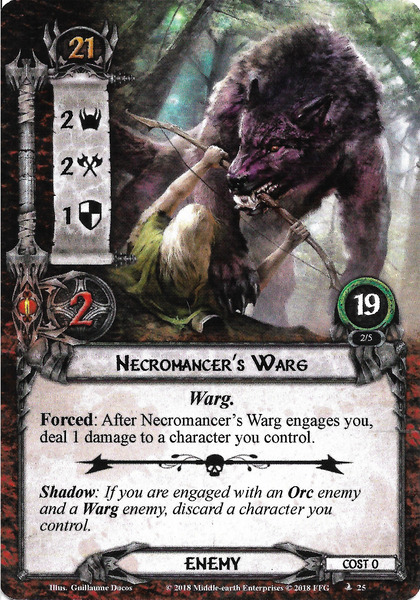 21
2
2
1
2
19
2/5
Necromancer's Warg
Warg.
Forced: After Necromancer's Warg engages you,
deal 1 damage to a character you control.
Shadow: If you are engaged with an Orc enemy
and a Warg enemy, discard a character you
control.
ENEMY
COST 0
Illus. Guillaume Ducos
© 2018 Middle-earth Enterprises © 2018 FFG
25